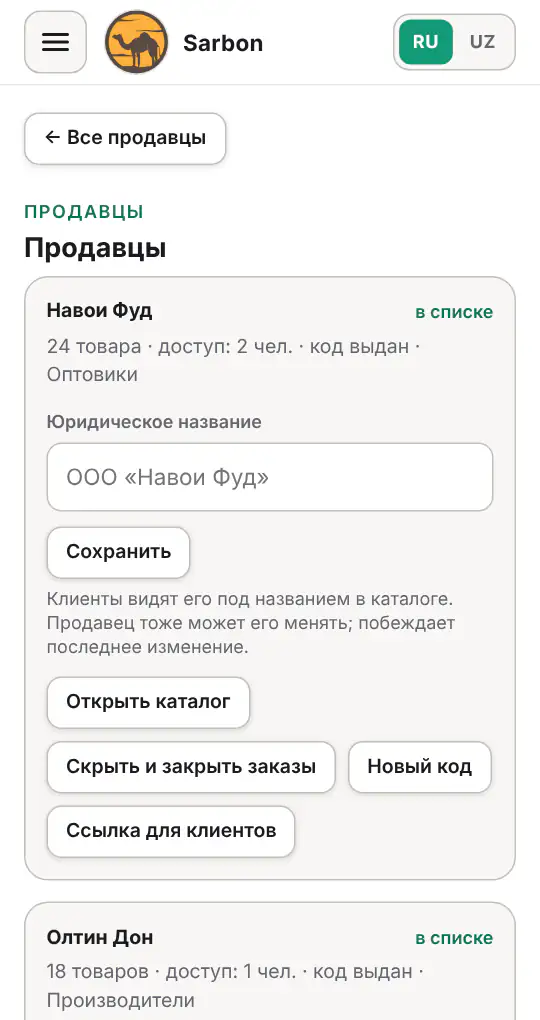 Sarbon
RU UZ
← Все продавцы
ПРОДАВЦЫ
Продавцы
Навои Фуд
в списке
24 товара · доступ: 2 чел. · код выдан ·
Оптовики
Юридическое название
ООО «Навои Фуд»
Сохранить
Клиенты видят его под названием в каталоге.
Продавец тоже может его менять; побеждает
последнее изменение.
Открыть каталог
Скрыть и закрыть заказы
Новый код
Ссылка для клиентов
Олтин Дон
в списке
18 товаров · доступ: 1 чел. · код выдан ·
Производители